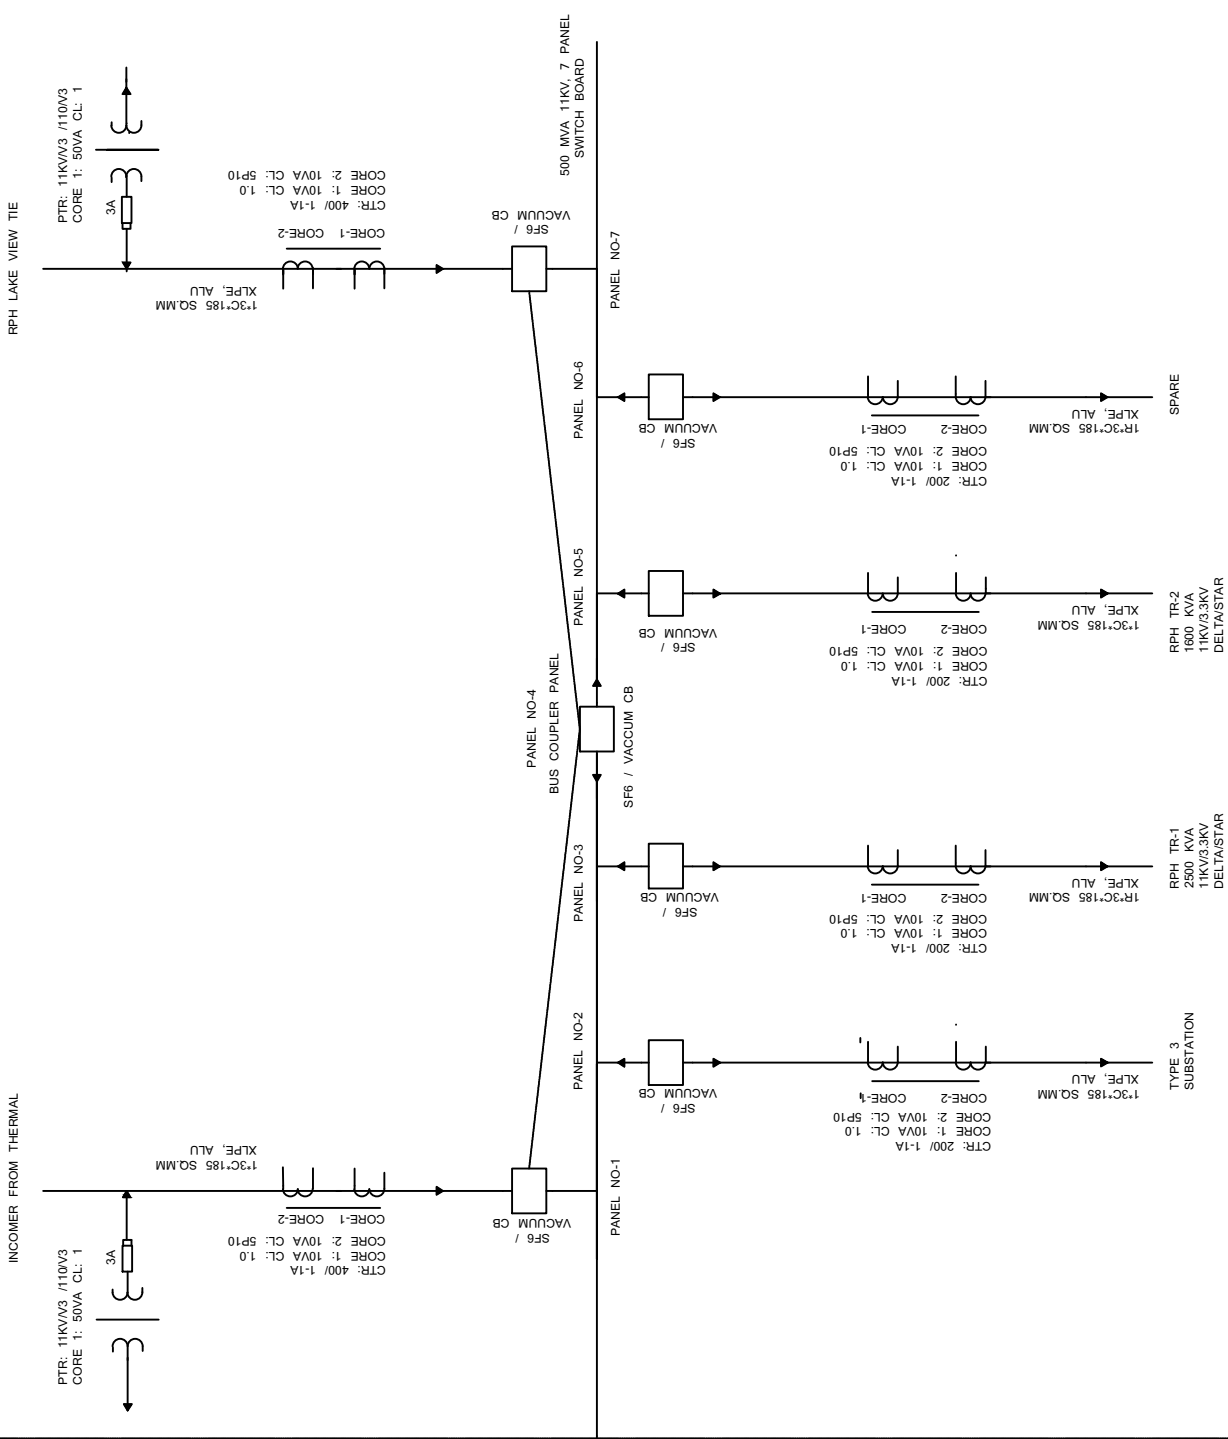 INCOMER FROM THERMAL
PTR: 11KV/V3 /110/V3
CORE 1: 50VA CL: 1
3A
1*3C*185 SQ.MM
XLPE, ALU
CORE-2 CORE-1
CTR: 400/ 1-1A
CORE 1: 10VA CL: 1.0
CORE 2: 10VA CL: 5P10
SF6 /
VACUUM CB
PANEL NO-1
RPH LAKE VIEW TIE
PTR: 11KV/V3 /110/V3
CORE 1: 50VA CL: 1
3A
1*3C*185 SQ.MM
XLPE, ALU
CORE-2 CORE-1
CTR: 400/ 1-1A
CORE 1: 10VA CL: 1.0
CORE 2: 10VA CL: 5P10
SF6 /
VACUUM CB
PANEL NO-7
500 MVA 11KV, 7 PANEL
SWITCH BOARD
PANEL NO-4
BUS COUPLER PANEL
SF6 / VACCUM CB
PANEL NO-2
SF6 /
VACUUM CB
CORE-1 CORE-2
CTR: 200/ 1-1A
CORE 1: 10VA CL: 1.0
CORE 2: 10VA CL: 5P10
1*3C*185 SQ.MM
XLPE, ALU
TYPE 3
SUBSTATION
PANEL NO-3
SF6 /
VACUUM CB
CORE-1 CORE-2
CTR: 200/ 1-1A
CORE 1: 10VA CL: 1.0
CORE 2: 10VA CL: 5P10
1R*3C*185 SQ.MM
XLPE, ALU
RPH TR-1
2500 KVA
11KV/3.3KV
DELTA/STAR
PANEL NO-5
SF6 /
VACUUM CB
CORE-1 CORE-2
CTR: 200/ 1-1A
CORE 1: 10VA CL: 1.0
CORE 2: 10VA CL: 5P10
1*3C*185 SQ.MM
XLPE, ALU
RPH TR-2
1600 KVA
11KV/3.3KV
DELTA/STAR
PANEL NO-6
SF6 /
VACUUM CB
CORE-1 CORE-2
CTR: 200/ 1-1A
CORE 1: 10VA CL: 1.0
CORE 2: 10VA CL: 5P10
1R*3C*185 SQ.MM
XLPE, ALU
SPARE